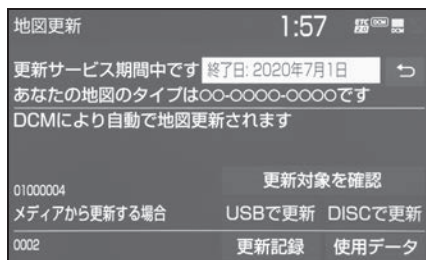 地図更新 1:57 ETC DCM
更新サービス期間中です 終了日: 2020年7月1日
あなたの地図のタイプは○○-○○○○-○○○○です
DCMにより自動で地図更新されます
更新対象を確認
01000004
メディアから更新する場合 USBで更新 DISCで更新
0002 更新記録 使用データ